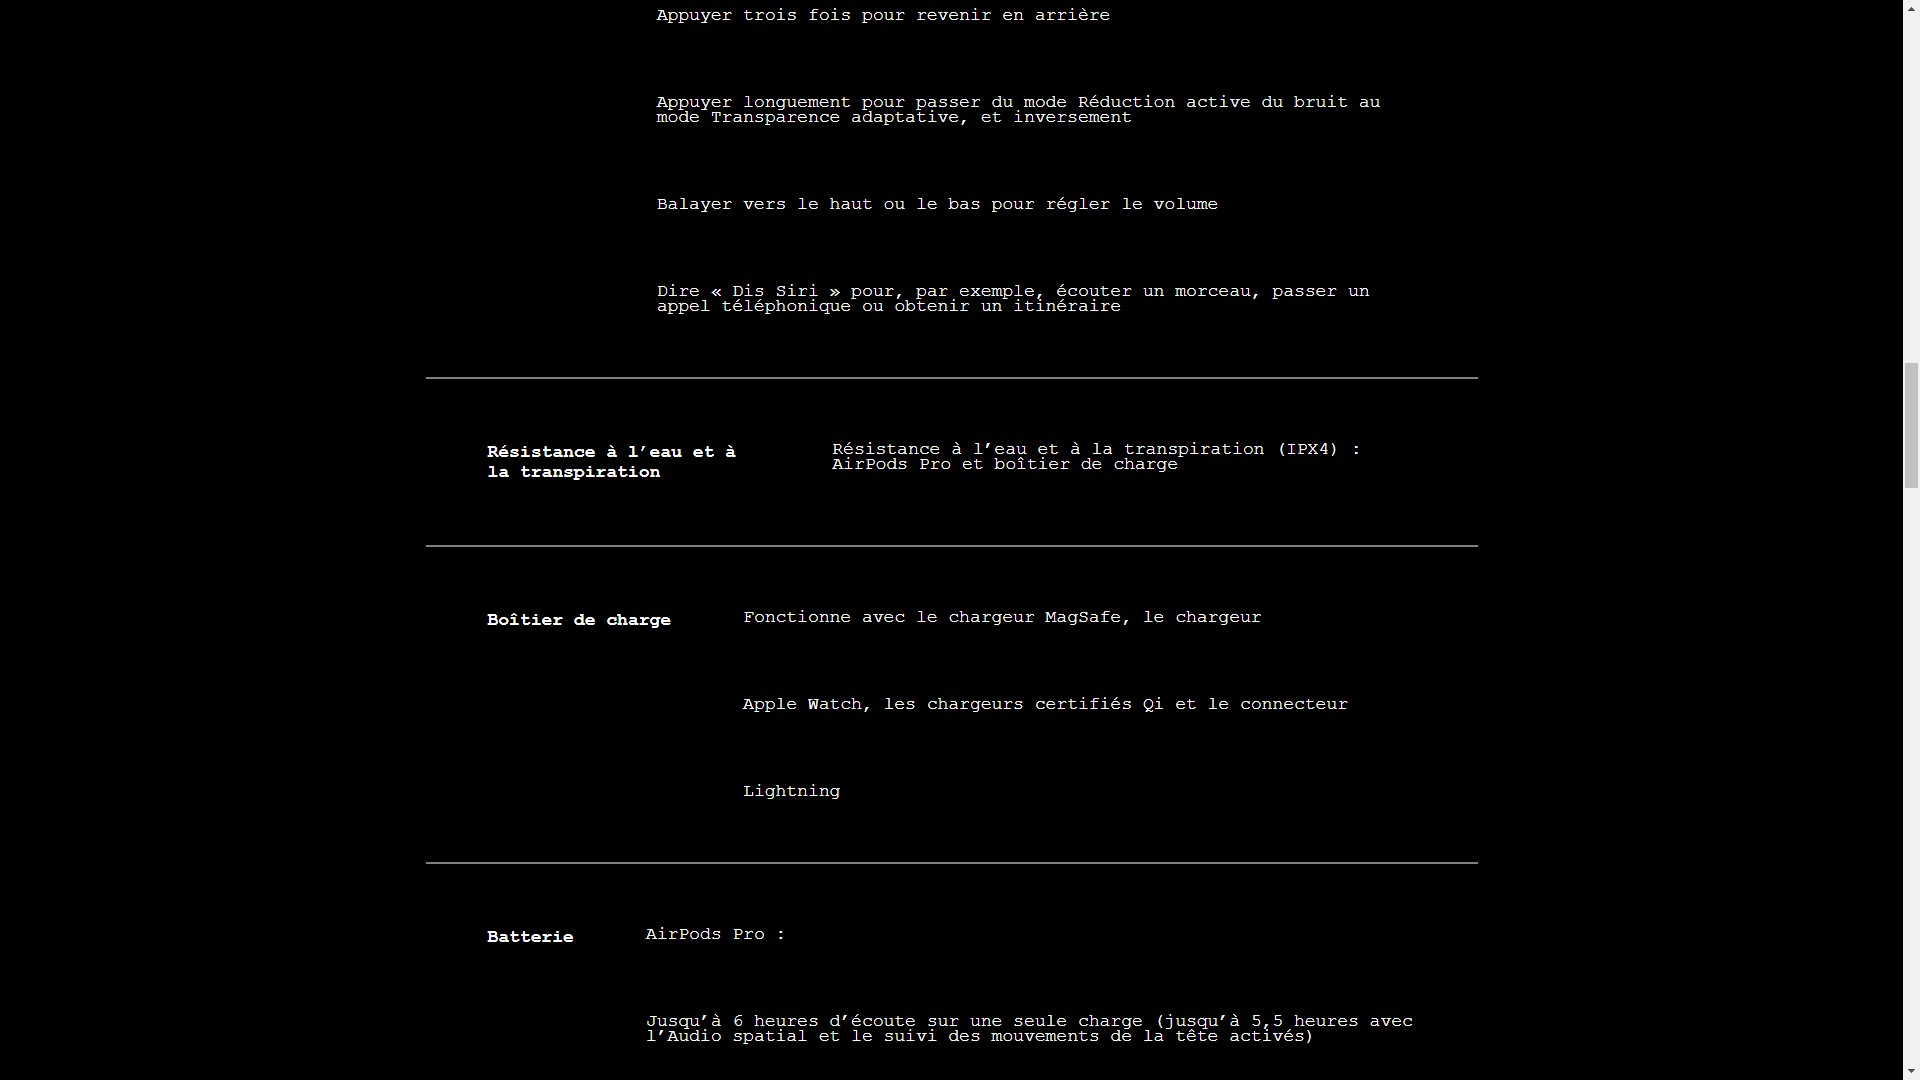 Appuyer trois fois pour revenir en arrière
Appuyer longuement pour passer du mode Réduction active du bruit au
mode Transparence adaptative, et inversement
Balayer vers le haut ou le bas pour régler le volume
Dire « Dis Siri » pour, par exemple, écouter un morceau, passer un
appel téléphonique ou obtenir un itinéraire
Résistance à l’eau et à
la transpiration
Résistance à l’eau et à la transpiration (IPX4) :
AirPods Pro et boîtier de charge
Boîtier de charge
Fonctionne avec le chargeur MagSafe, le chargeur
Apple Watch, les chargeurs certifiés Qi et le connecteur
Lightning
Batterie
AirPods Pro :
Jusqu’à 6 heures d’écoute sur une seule charge (jusqu’à 5,5 heures avec
l’Audio spatial et le suivi des mouvements de la tête activés)